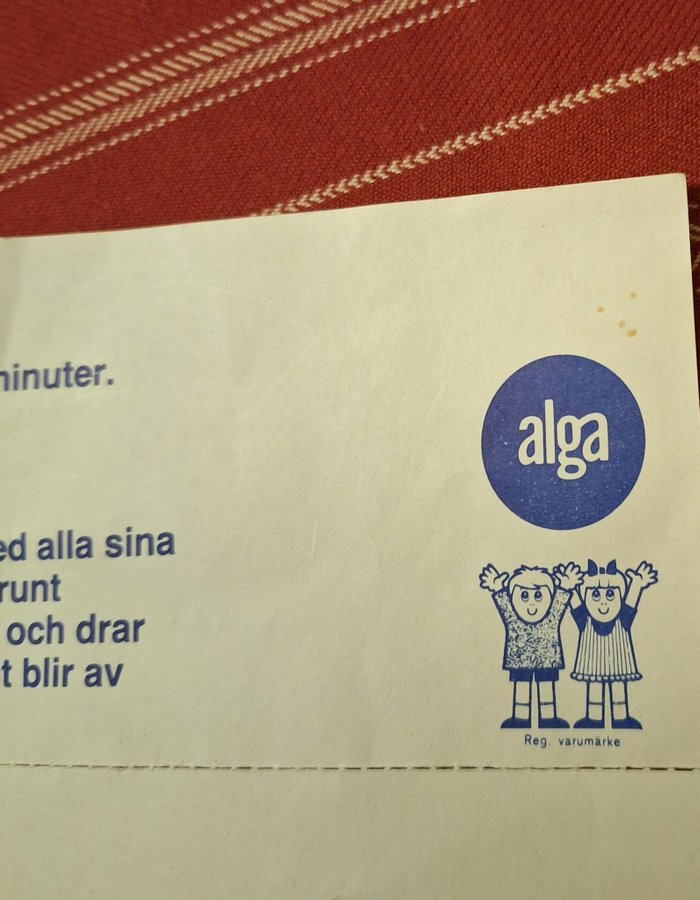 minuter.
alga
ed alla sina
runt
och drar
t blir av
Reg. varumärke